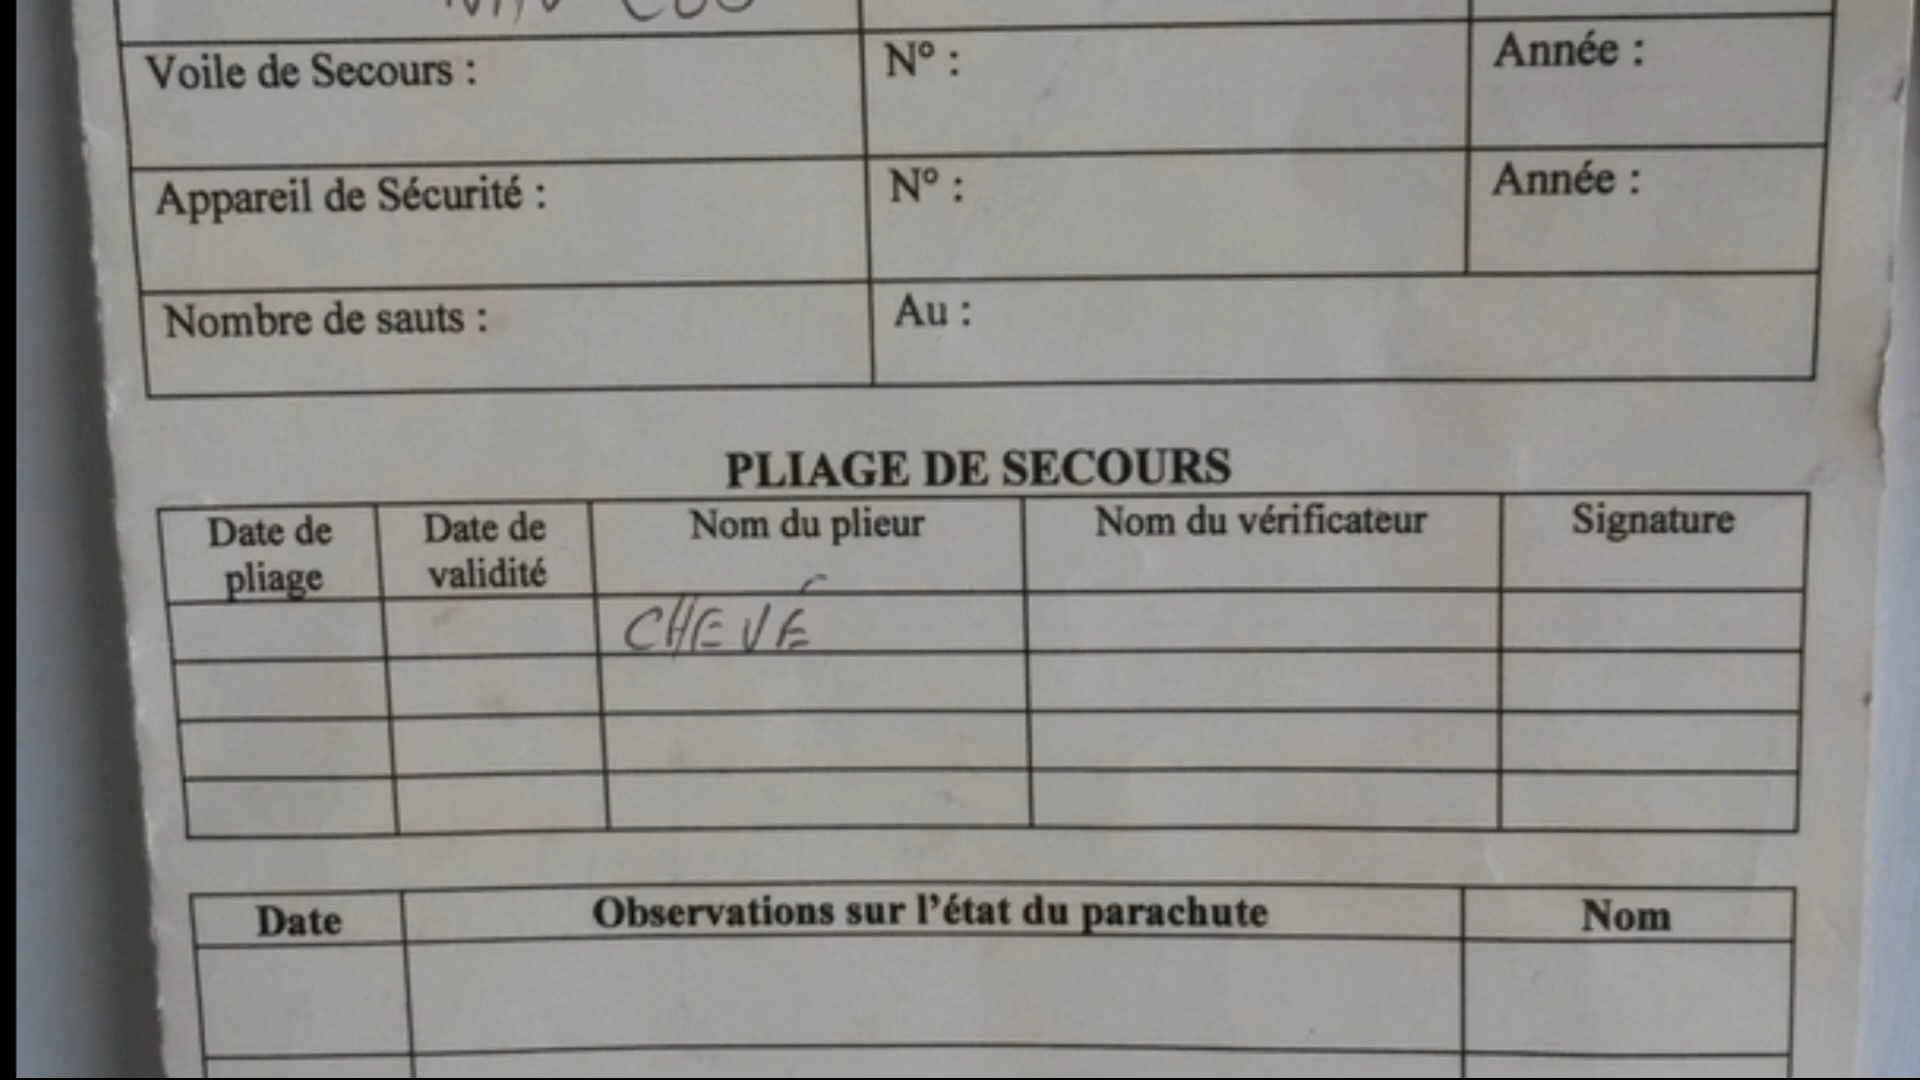 Voile de Secours : N° : Année :
Appareil de Sécurité : N° : Année :
Nombre de sauts : Au :
PLIAGE DE SECOURS
Date de pliage Date de validité Nom du plieur Nom du vérificateur Signature
CHEVÉ
Date Observations sur l'état du parachute Nom